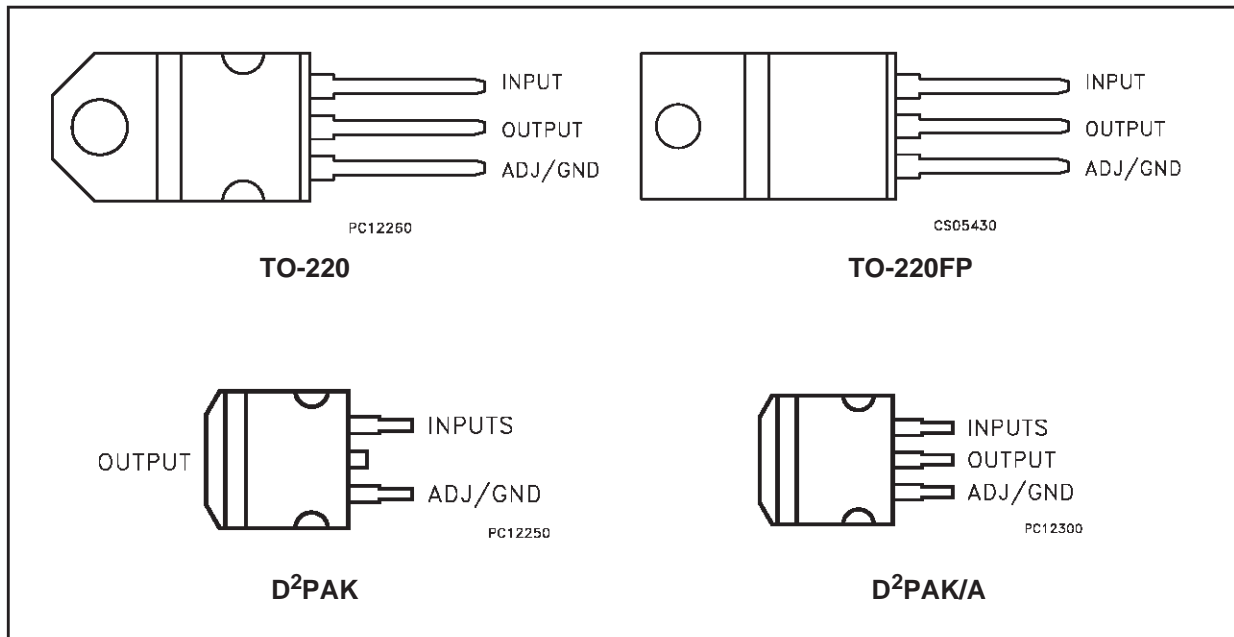 INPUT
OUTPUT
ADJ/GND
PC12260
TO-220
INPUT
OUTPUT
ADJ/GND
CS05430
TO-220FP
OUTPUT
INPUTS
ADJ/GND
PC12250
D²PAK
INPUTS
OUTPUT
ADJ/GND
PC12300
D²PAK/A